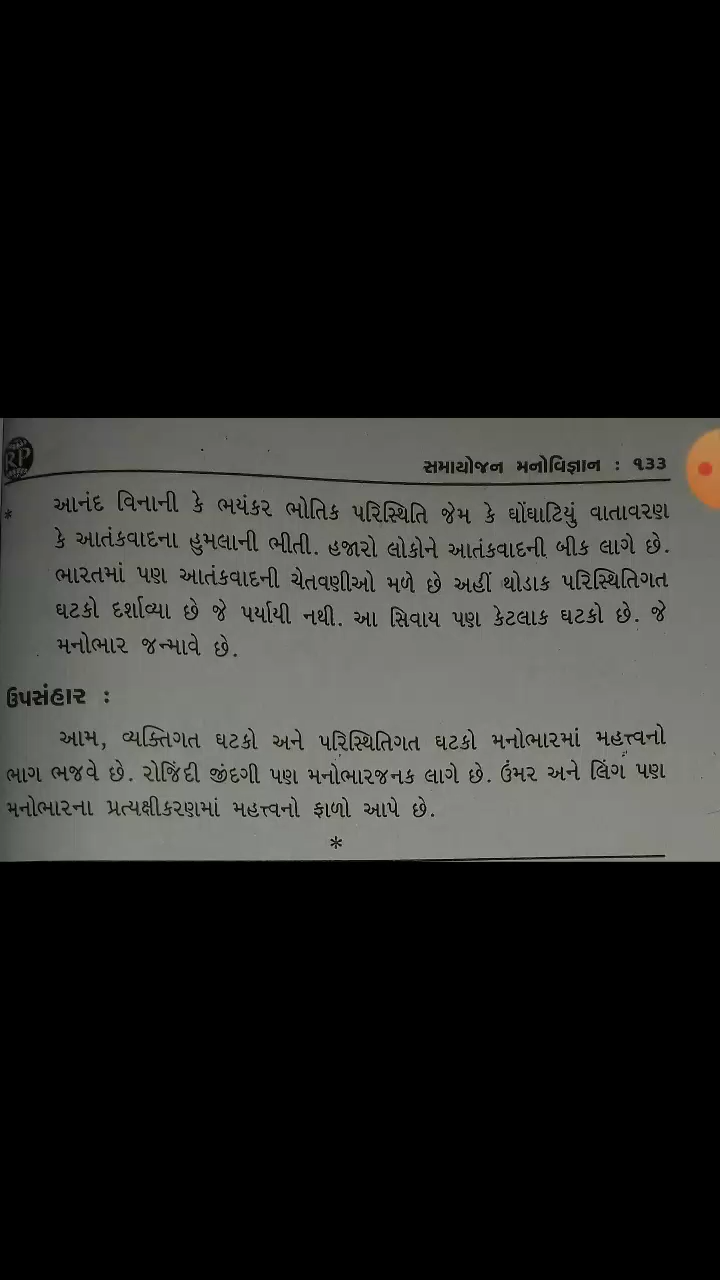 RP
સમાયોજન મનોવિજ્ઞાન : ૧૩૩
* આનંદ વિનાની કે ભયંકર ભોતિક પરિસ્થિતિ જેમ કે ઘોંઘાટિયું વાતાવરણ
કે આતંકવાદના હુમલાની ભીતી. હજારો લોકોને આતંકવાદની બીક લાગે છે.
ભારતમાં પણ આતંકવાદની ચેતવણીઓ મળે છે અહીં થોડાક પરિસ્થિતિગત
ઘટકો દર્શાવ્યા છે જે પર્યાયી નથી. આ સિવાય પણ કેટલાક ઘટકો છે. જે
મનોભાર જન્માવે છે.
ઉપસંહાર :
આમ, વ્યક્તિગત ઘટકો અને પરિસ્થિતિગત ઘટકો મનોભારમાં મહત્ત્વનો
ભાગ ભજવે છે. રોજિંદી જીંદગી પણ મનોભારજનક લાગે છે. ઉંમર અને લિંગ પણ
મનોભારના પ્રત્યક્ષીકરણમાં મહત્ત્વનો ફાળો આપે છે.
*